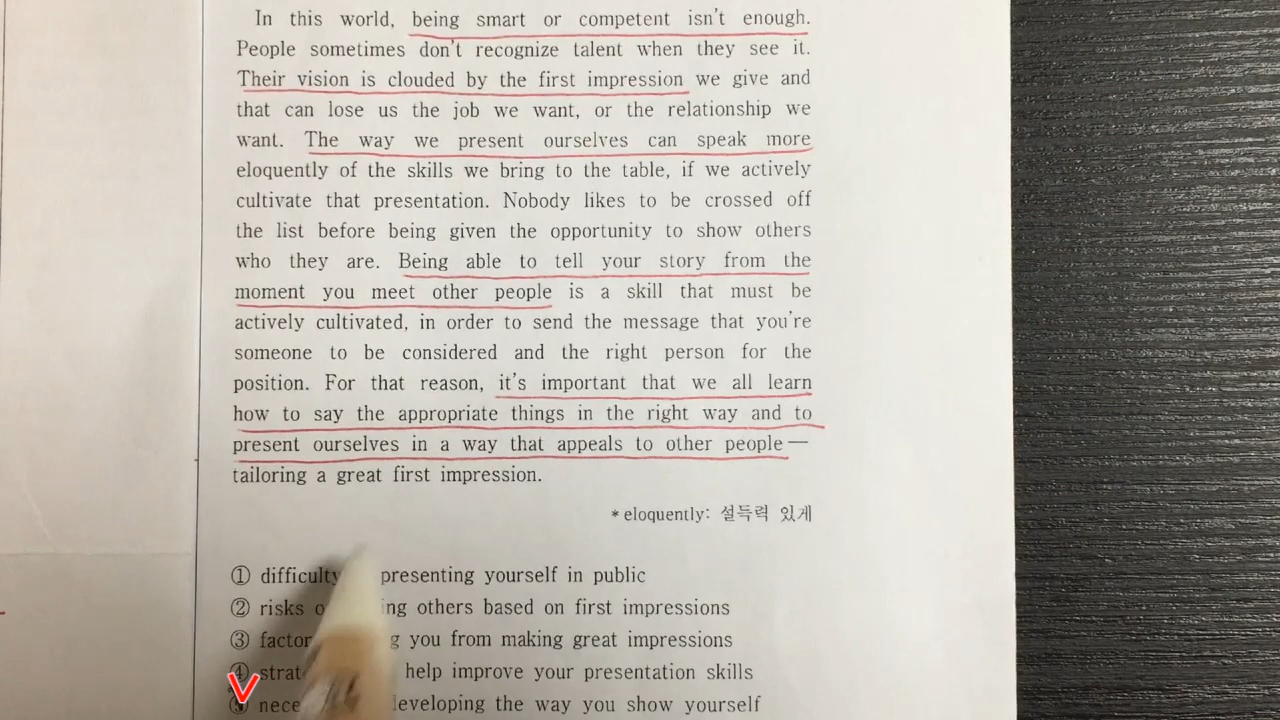 In this world, being smart or competent isn't enough.
People sometimes don't recognize talent when they see it.
Their vision is clouded by the first impression we give and
that can lose us the job we want, or the relationship we
want. The way we present ourselves can speak more
eloquently of the skills we bring to the table, if we actively
cultivate that presentation. Nobody likes to be crossed off
the list before being given the opportunity to show others
who they are. Being able to tell your story from the
moment you meet other people is a skill that must be
actively cultivated, in order to send the message that you're
someone to be considered and the right person for the
position. For that reason, it's important that we all learn
how to say the appropriate things in the right way and to
present ourselves in a way that appeals to other people—
tailoring a great first impression.
* eloquently: 설득력 있게
① difficulty presenting yourself in public
② risks others based on first impressions
③ you from making great impressions
④ help improve your presentation skills
⑤ developing the way you show yourself